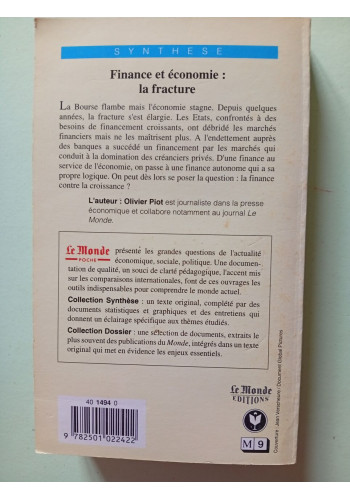 SYNTHÈSE
Finance et économie :
la fracture
La Bourse flambe mais l'économie stagne. Depuis quelques
années, la fracture s'est élargie. Les Etats, confrontés à des
besoins de financement croissants, ont débridé les marchés
financiers mais ne les maîtrisent plus. A l'endettement auprès
des banques a succédé un financement par les marchés qui
conduit à la domination des créanciers privés. D'une finance au
service de l'économie, on passe à une finance autonome qui a sa
propre logique. On peut dès lors se poser la question : la finance
contre la croissance ?
L'auteur : Olivier Piot est journaliste dans la presse
économique et collabore notamment au journal Le
Monde.
Le Monde
POCHE
présente les grandes questions de l'actualité
économique, sociale, politique. Une documen-
tation de qualité, un souci de clarté pédagogique, l'accent mis
sur les comparaisons internationales, font de ces ouvrages les
outils indispensables pour comprendre le monde actuel.
Collection Synthèse : un texte original, complété par des
documents statistiques et graphiques et des entretiens qui
donnent un éclairage spécifique aux thèmes étudiés.
Collection Dossier : une sélection de documents, extraits le
plus souvent des publications du Monde, intégrés dans un texte
original qui met en évidence les enjeux essentiels.
40 1494 0
9 782501 022422
Le Monde
EDITIONS
M 9